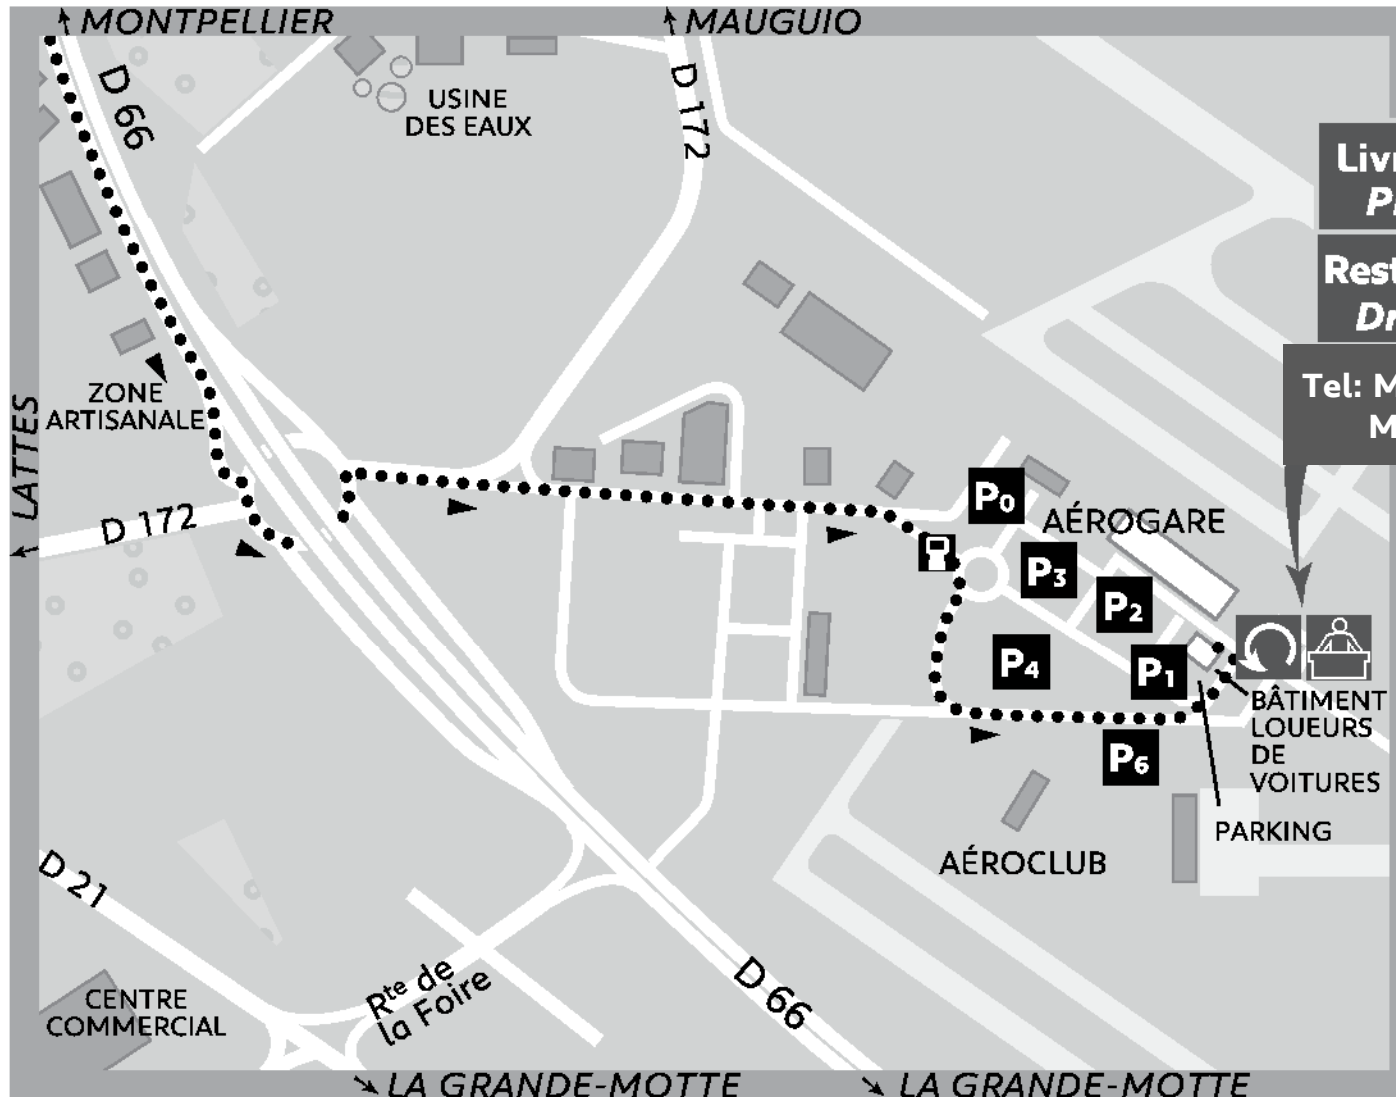 MONTPELLIER
MAUGUIO
D 66
D 172
USINE
DES EAUX
ZONE
ARTISANALE
LATTES
D 172
P0
AÉROGARE
P3
P2
P4
P1
P6
BÂTIMENT
LOUEURS
DE
VOITURES
PARKING
AÉROCLUB
D 21
Rte de
la Foire
D 66
CENTRE
COMMERCIAL
LA GRANDE-MOTTE
LA GRANDE-MOTTE
Tel: